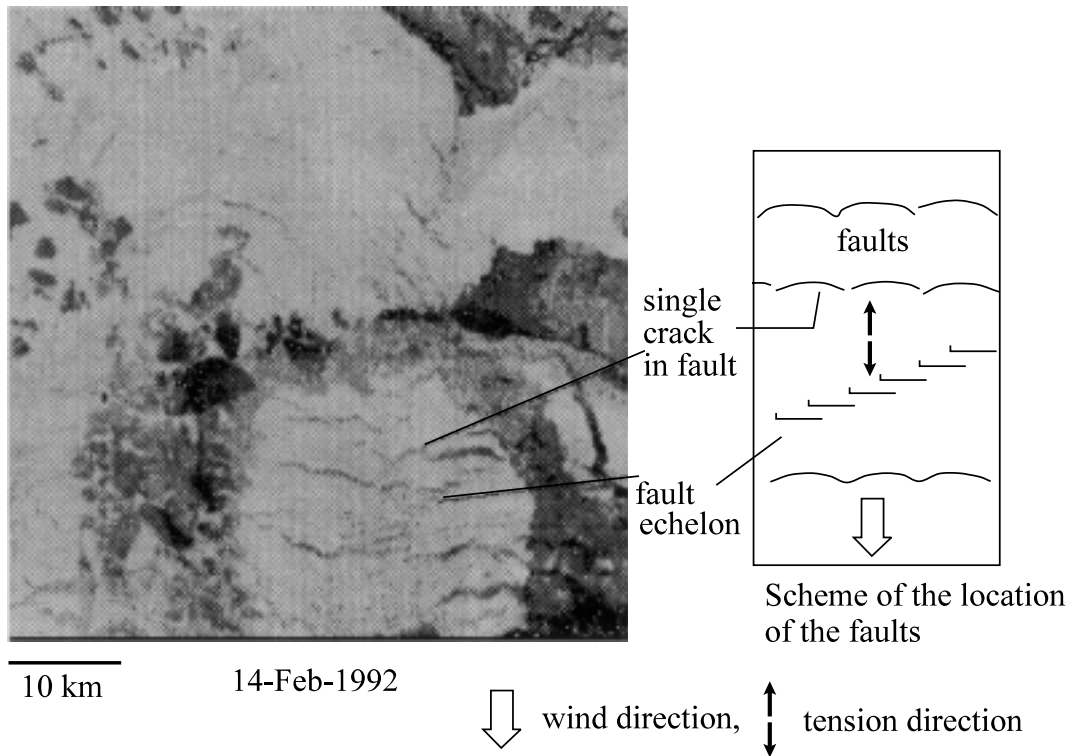 faults
single
crack
in fault
fault
echelon
Scheme of the location
of the faults
10 km
14-Feb-1992
wind direction,
tension direction